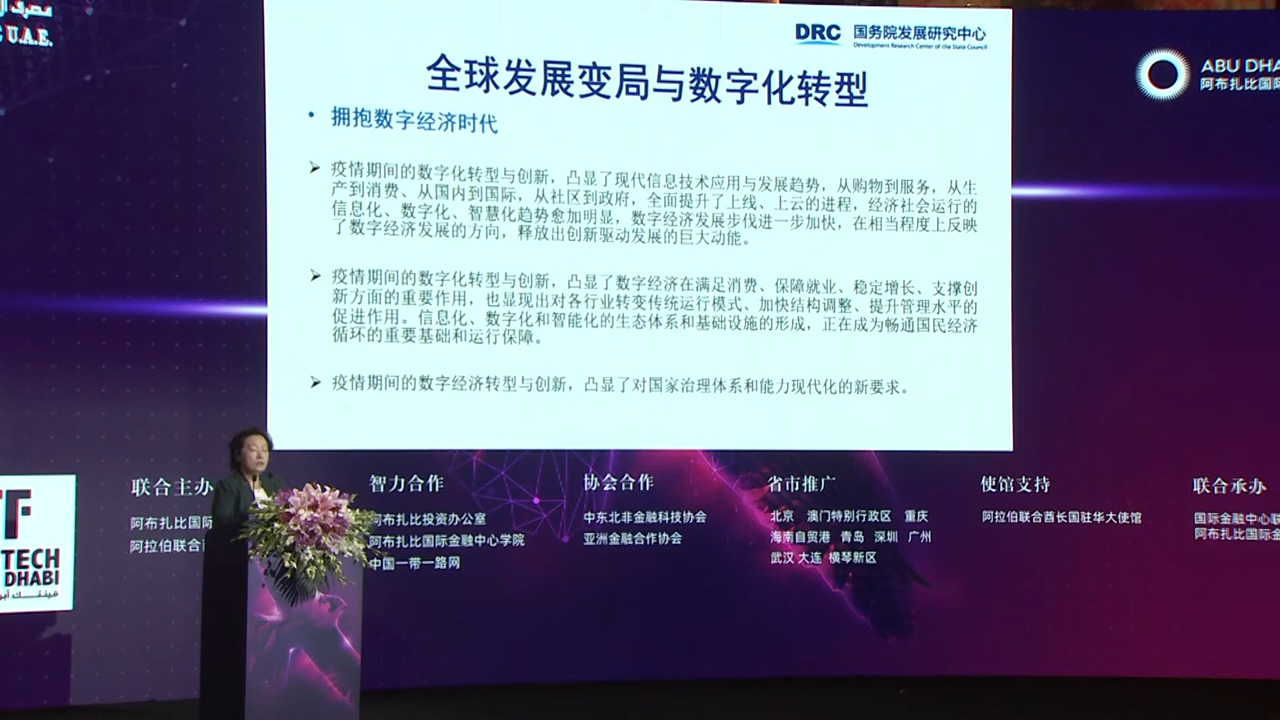 مصرف
C U.A.E.
DRC 国务院发展研究中心
Development Research Center of the State Council
ABU DHA
阿布扎比国际
全球发展变局与数字化转型
• 拥抱数字经济时代
➢ 疫情期间的数字化转型与创新，凸显了现代信息技术应用与发展趋势，从购物到服务，从生
产到消费、从国内到国际，从社区到政府，全面提升了上线、上云的进程，经济社会运行的
信息化、数字化、智慧化趋势愈加明显，数字经济发展步伐进一步加快，在相当程度上反映
了数字经济发展的方向，释放出创新驱动发展的巨大动能。
➢ 疫情期间的数字化转型与创新，凸显了数字经济在满足消费、保障就业、稳定增长、支撑创
新方面的重要作用，也显现出对各行业转变传统运行模式、加快结构调整、提升管理水平的
促进作用。信息化、数字化和智能化的生态体系和基础设施的形成，正在成为畅通国民经济
循环的重要基础和运行保障。
➢ 疫情期间的数字经济转型与创新，凸显了对国家治理体系和能力现代化的新要求。
TECH
DHABI
联合主办
阿布扎比国际
阿拉伯联合
智力合作
阿布扎比投资办公室
阿布扎比国际金融中心学院
中国一带一路网
协会合作
中东北非金融科技协会
亚洲金融合作协会
省市推广
北京 澳门特别行政区 重庆
海南自贸港 青岛 深圳 广州
武汉 大连 横琴新区
使馆支持
阿拉伯联合酋长国驻华大使馆
联合承办
国际金融中心
阿布扎比国际金